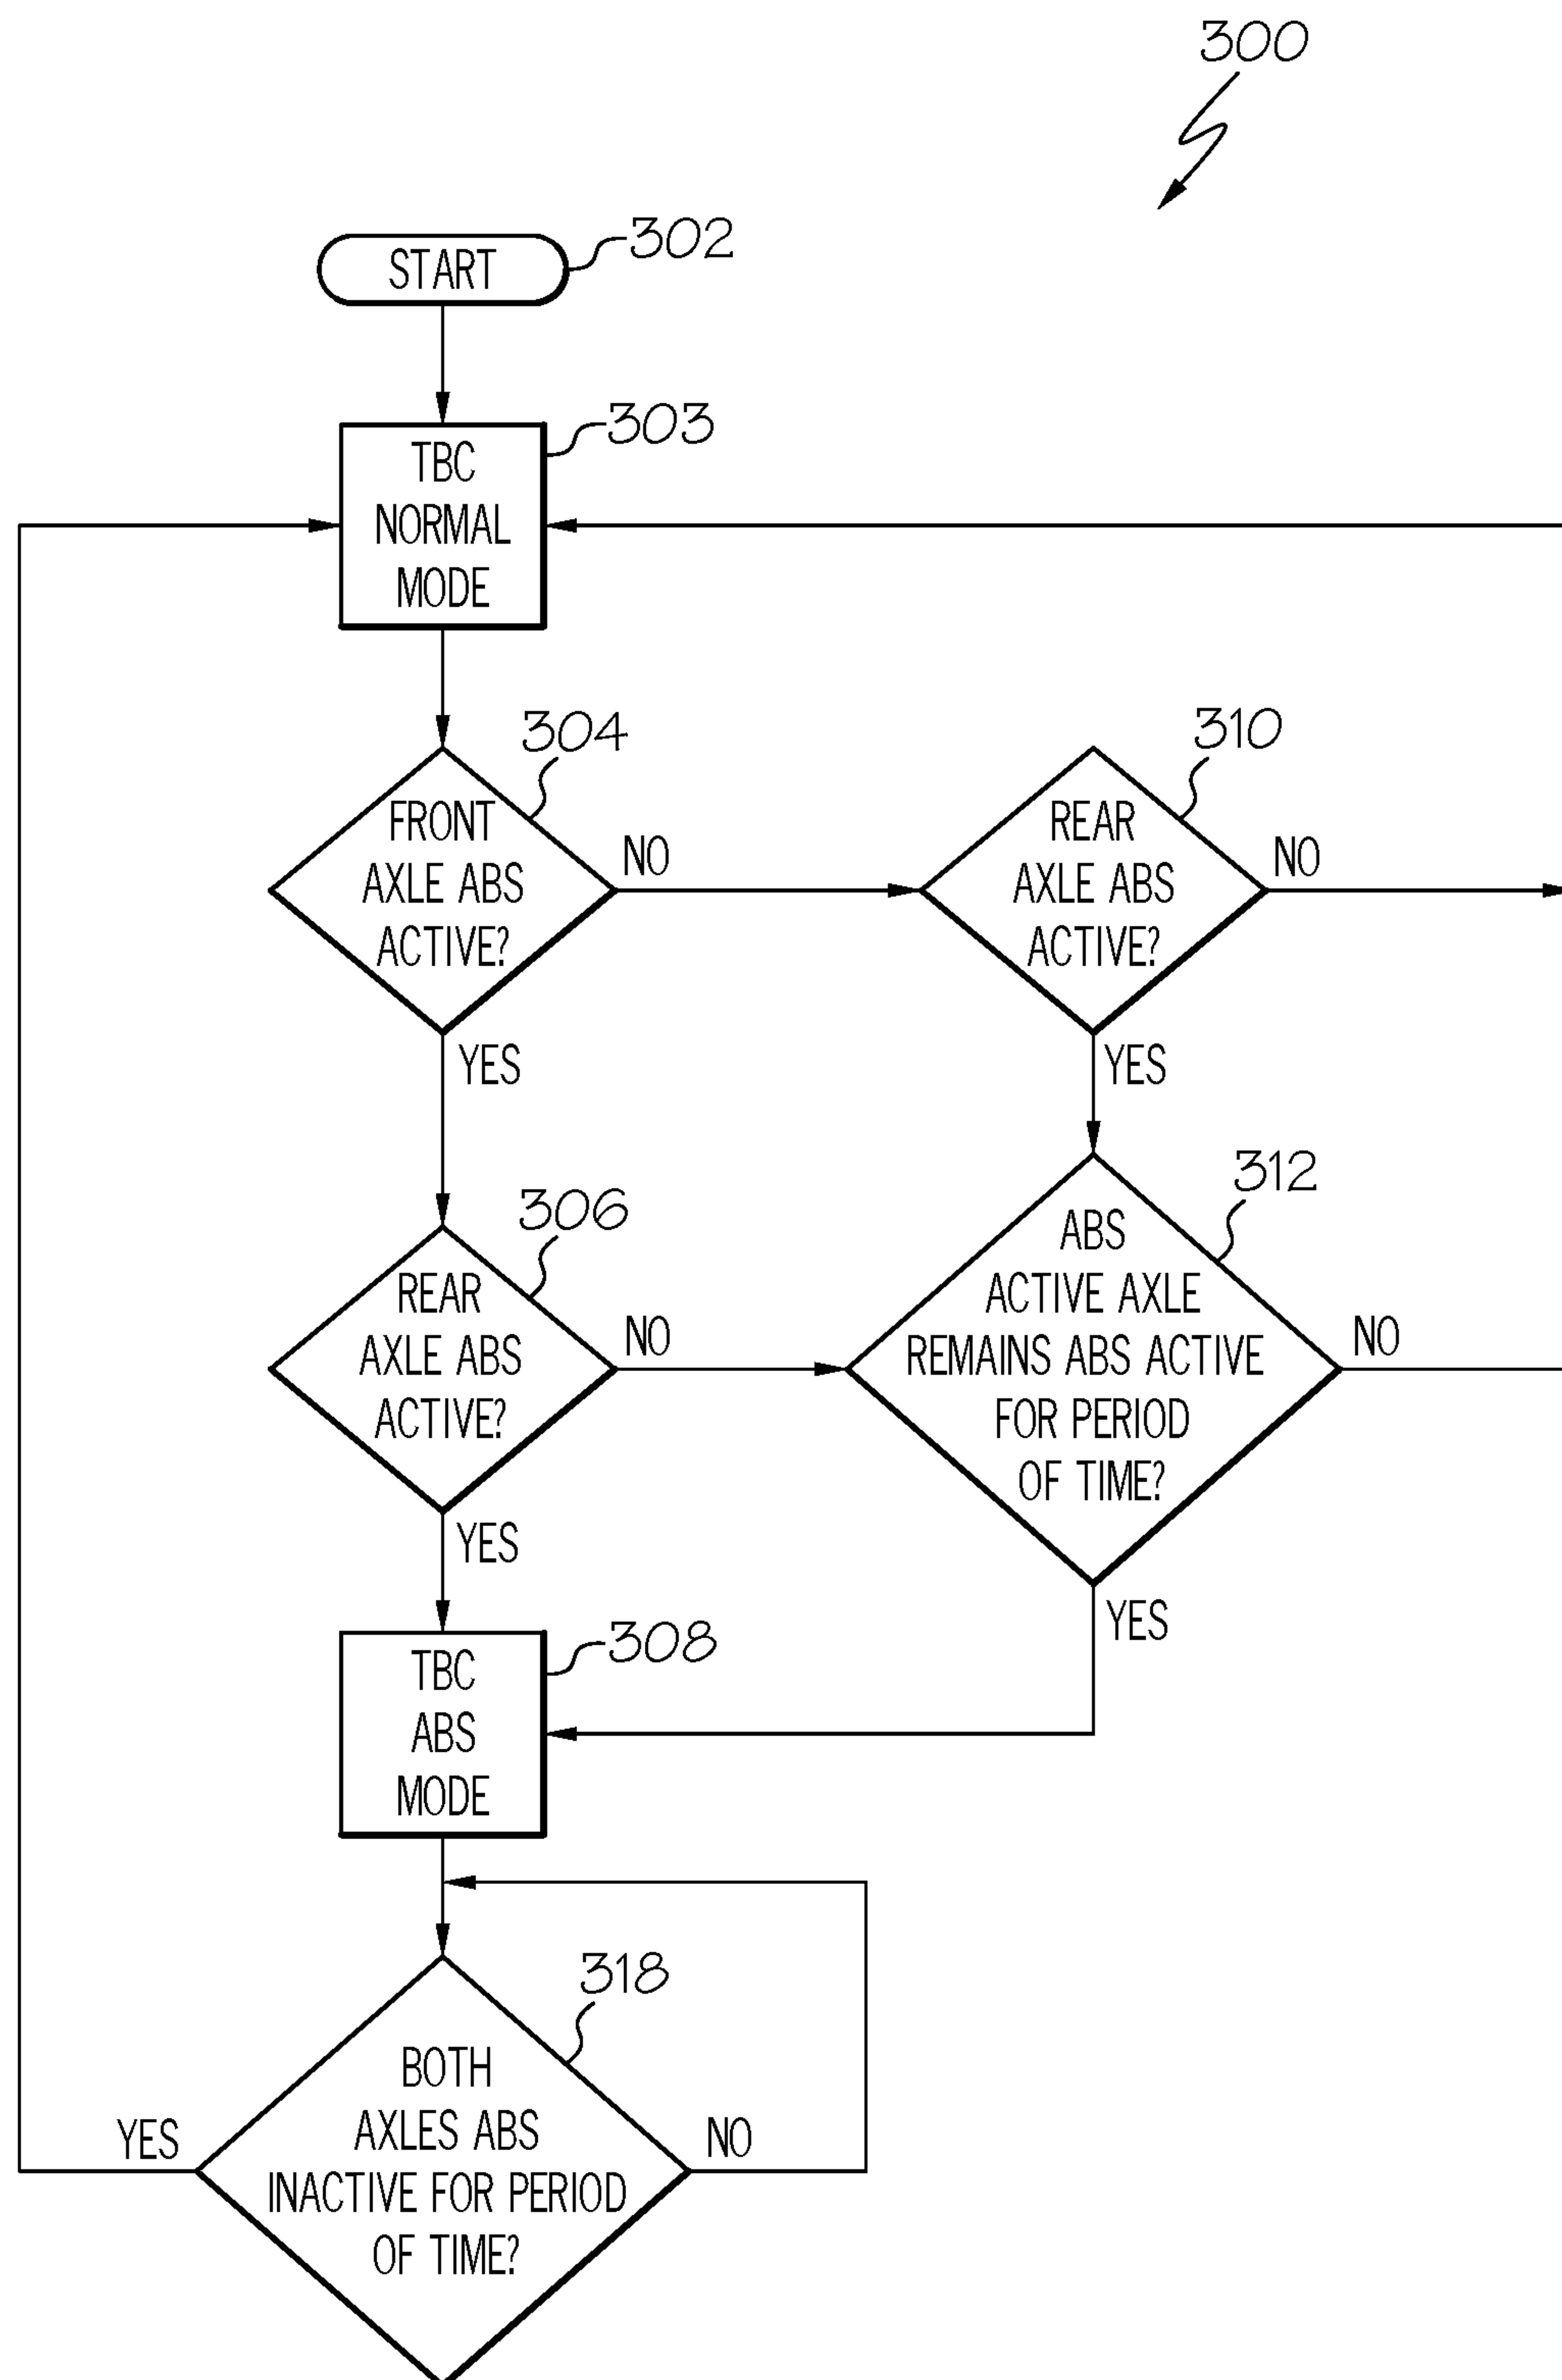 300
START
302
TBC
NORMAL
MODE
303
FRONT
AXLE ABS
ACTIVE?
304
NO
YES
REAR
AXLE ABS
ACTIVE?
310
NO
YES
REAR
AXLE ABS
ACTIVE?
306
NO
YES
ABS
ACTIVE AXLE
REMAINS ABS ACTIVE
FOR PERIOD
OF TIME?
312
NO
YES
TBC
ABS
MODE
308
BOTH
AXLES ABS
INACTIVE FOR PERIOD
OF TIME?
318
YES
NO